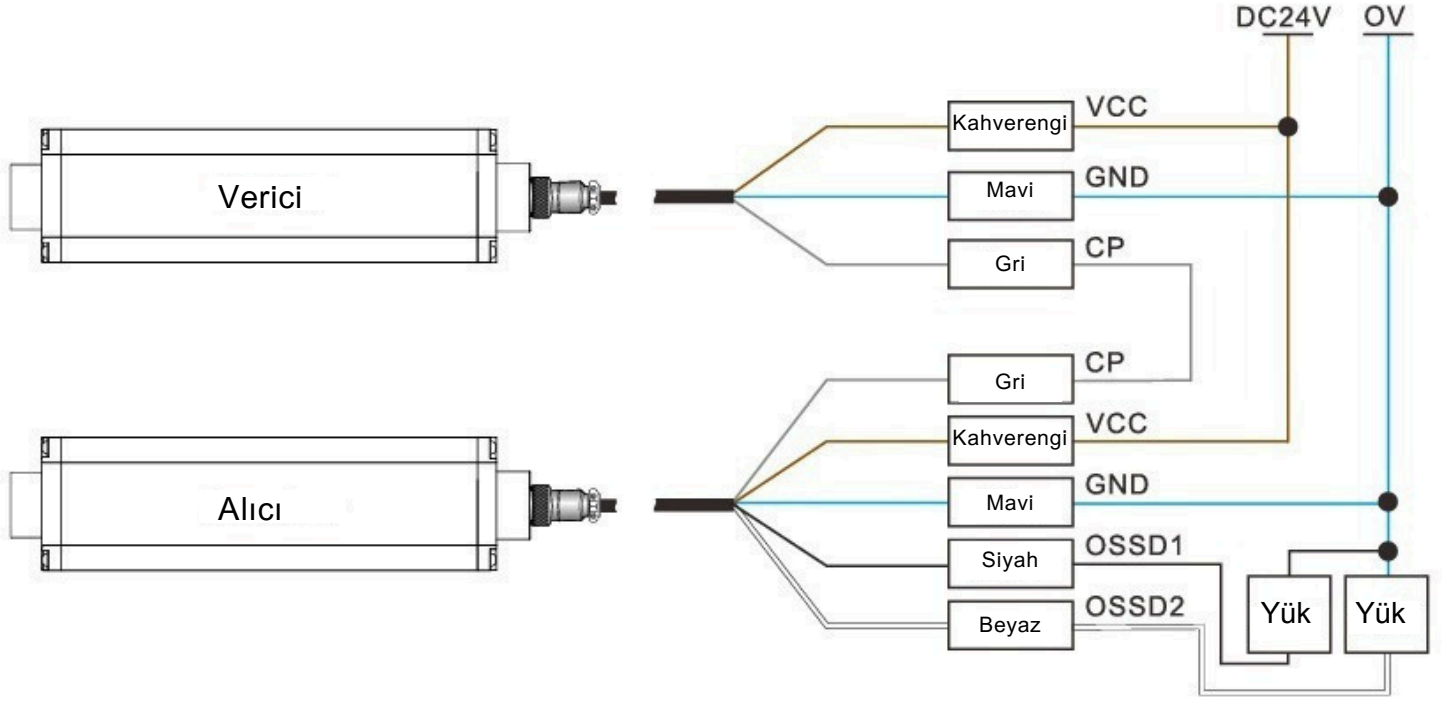 DC24V OV
Kahverengi VCC
Verici
Mavi GND
Gri CP
Gri CP
Kahverengi VCC
Alıcı
Mavi GND
Siyah OSSD1
Beyaz OSSD2
Yük Yük